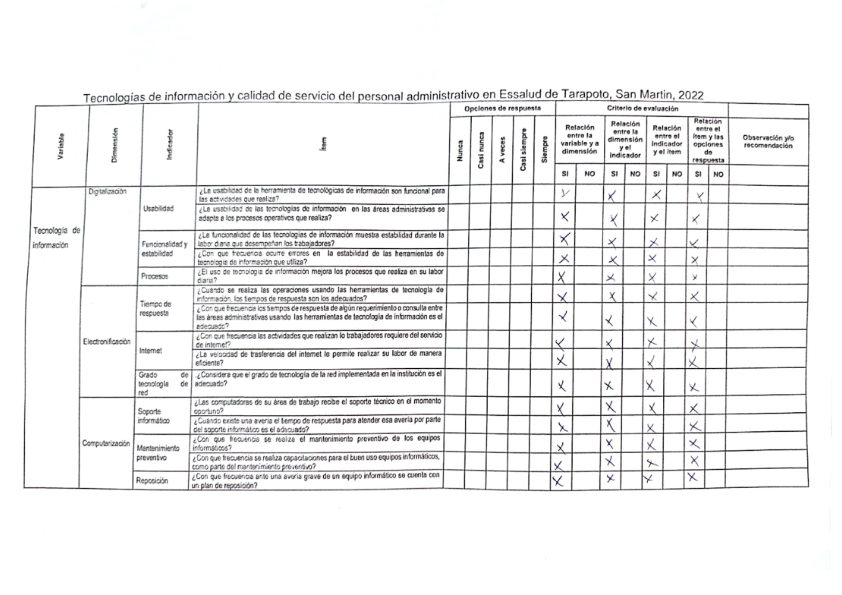 Tecnologías de información y calidad de servicio del personal administrativo en Essalud de Tarapoto, San Martin, 2022
Variable
Dimensión
Indicador
Ítem
Opciones de respuesta
Nunca
Casi nunca
A veces
Casi siempre
Siempre
Criterio de evaluación
Relación
entre la
variable y a
dimensión
Relación
entre la
dimensión
y el
indicador
Relación
entre el
indicador
y el ítem
Relación
entre el
ítem y las
opciones
de
respuesta
Observación y/o
recomendación
SI NO SI NO SI NO SI NO
Tecnología de
información
Digitalización
Usabilidad
¿La usabilidad de la herramienta de tecnológicas de información son funcional para
las actividades que realiza?
¿La usabilidad de las tecnologías de información en las áreas administrativas se
adapta a los procesos operativos que realiza?
Funcionalidad y
estabilidad
¿La funcionalidad de las tecnologías de información muestra estabilidad durante la
labor diaria que desempeñan los trabajadores?
¿Con que frecuencia ocurre errores en la estabilidad de las herramientas de
tecnología de información que utiliza?
Procesos
¿El uso de tecnología de información mejora los procesos que realiza en su labor
diaria?
Electronificación
Tiempo de
respuesta
¿Cuándo se realiza las operaciones usando las herramientas de tecnología de
información, los tiempos de respuesta son los adecuados?
¿Con que frecuencia los tiempos de respuesta de algún requerimiento o consulta entre
las áreas administrativas usando las herramientas de tecnología de información es el
adecuado?
Internet
¿Con que frecuencia las actividades que realizan lo trabajadores requiere del servicio
de internet?
¿La velocidad de trasferencia del internet le permite realizar su labor de manera
eficiente?
Grado de
tecnología de
red
¿Considera que el grado de tecnología de la red implementada en la institución es el
adecuado?
Computarización
Soporte
informático
¿Las computadoras de su área de trabajo recibe el soporte técnico en el momento
oportuno?
¿Cuándo existe una avería el tiempo de respuesta para atender esa avería por parte
del soporte informático es el adecuado?
Mantenimiento
preventivo
¿Con que frecuencia se realiza el mantenimiento preventivo de los equipos
informáticos?
¿Con que frecuencia se realiza capacitaciones para el buen uso equipos informáticos,
como parte del mantenimiento preventivo?
Reposición
¿Con que frecuencia ante una avería grave de un equipo informático se cuenta con
un plan de reposición?